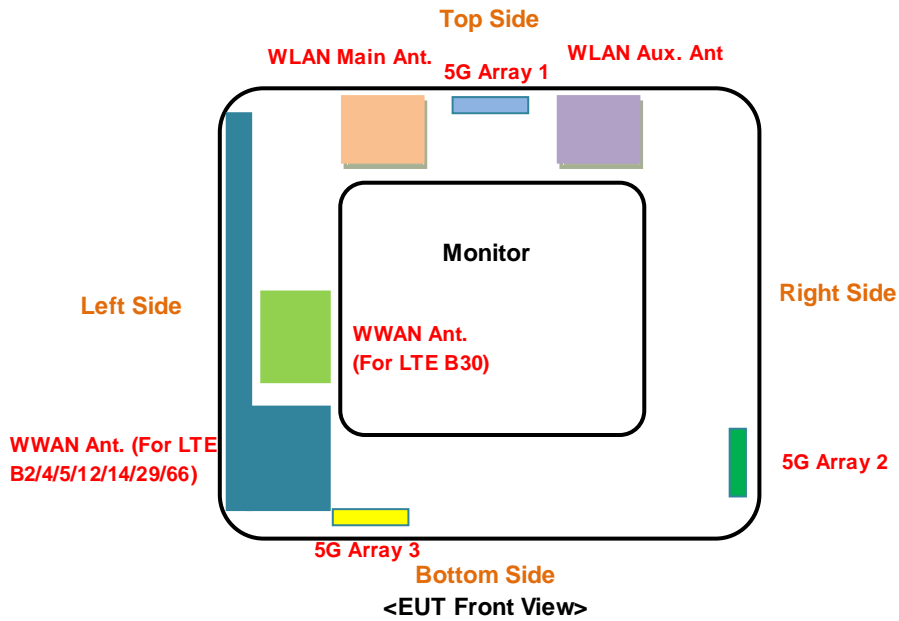 Top Side
WLAN Main Ant.
5G Array 1
WLAN Aux. Ant
Monitor
Left Side
Right Side
WWAN Ant.
(For LTE B30)
WWAN Ant. (For LTE
B2/4/5/12/14/29/66)
5G Array 2
5G Array 3
Bottom Side
<EUT Front View>